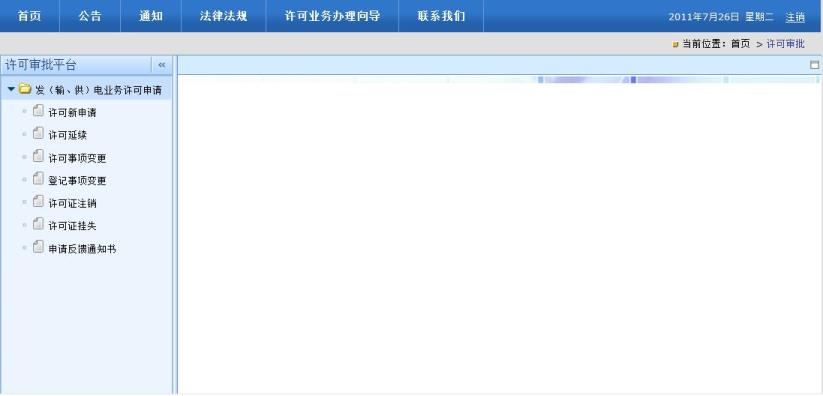 首页 公告 通知 法律法规 许可业务办理向导 联系我们 2011年7月26日 星期二 注销
当前位置：首页 > 许可审批
许可审批平台 «
发（输、供）电业务许可申请
许可新申请
许可延续
许可事项变更
登记事项变更
许可证注销
许可证挂失
申请反馈通知书